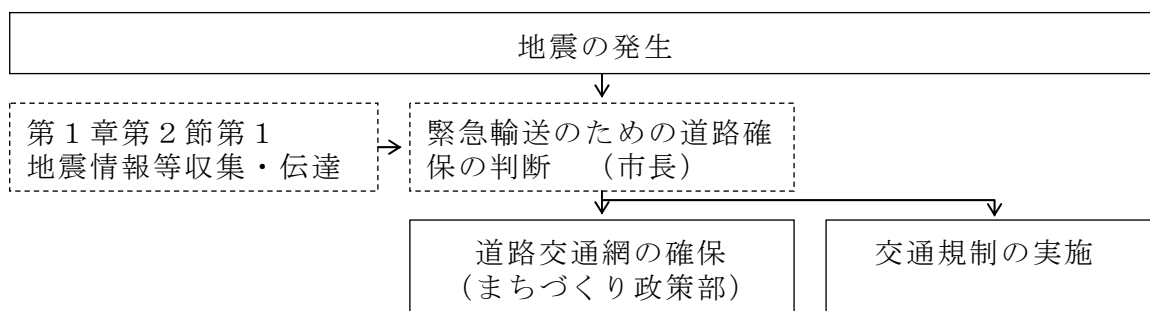 地震の発生
第１章第２節第１
地震情報等収集・伝達
緊急輸送のための道路確
保の判断　（市長）
道路交通網の確保
（まちづくり政策部）
交通規制の実施